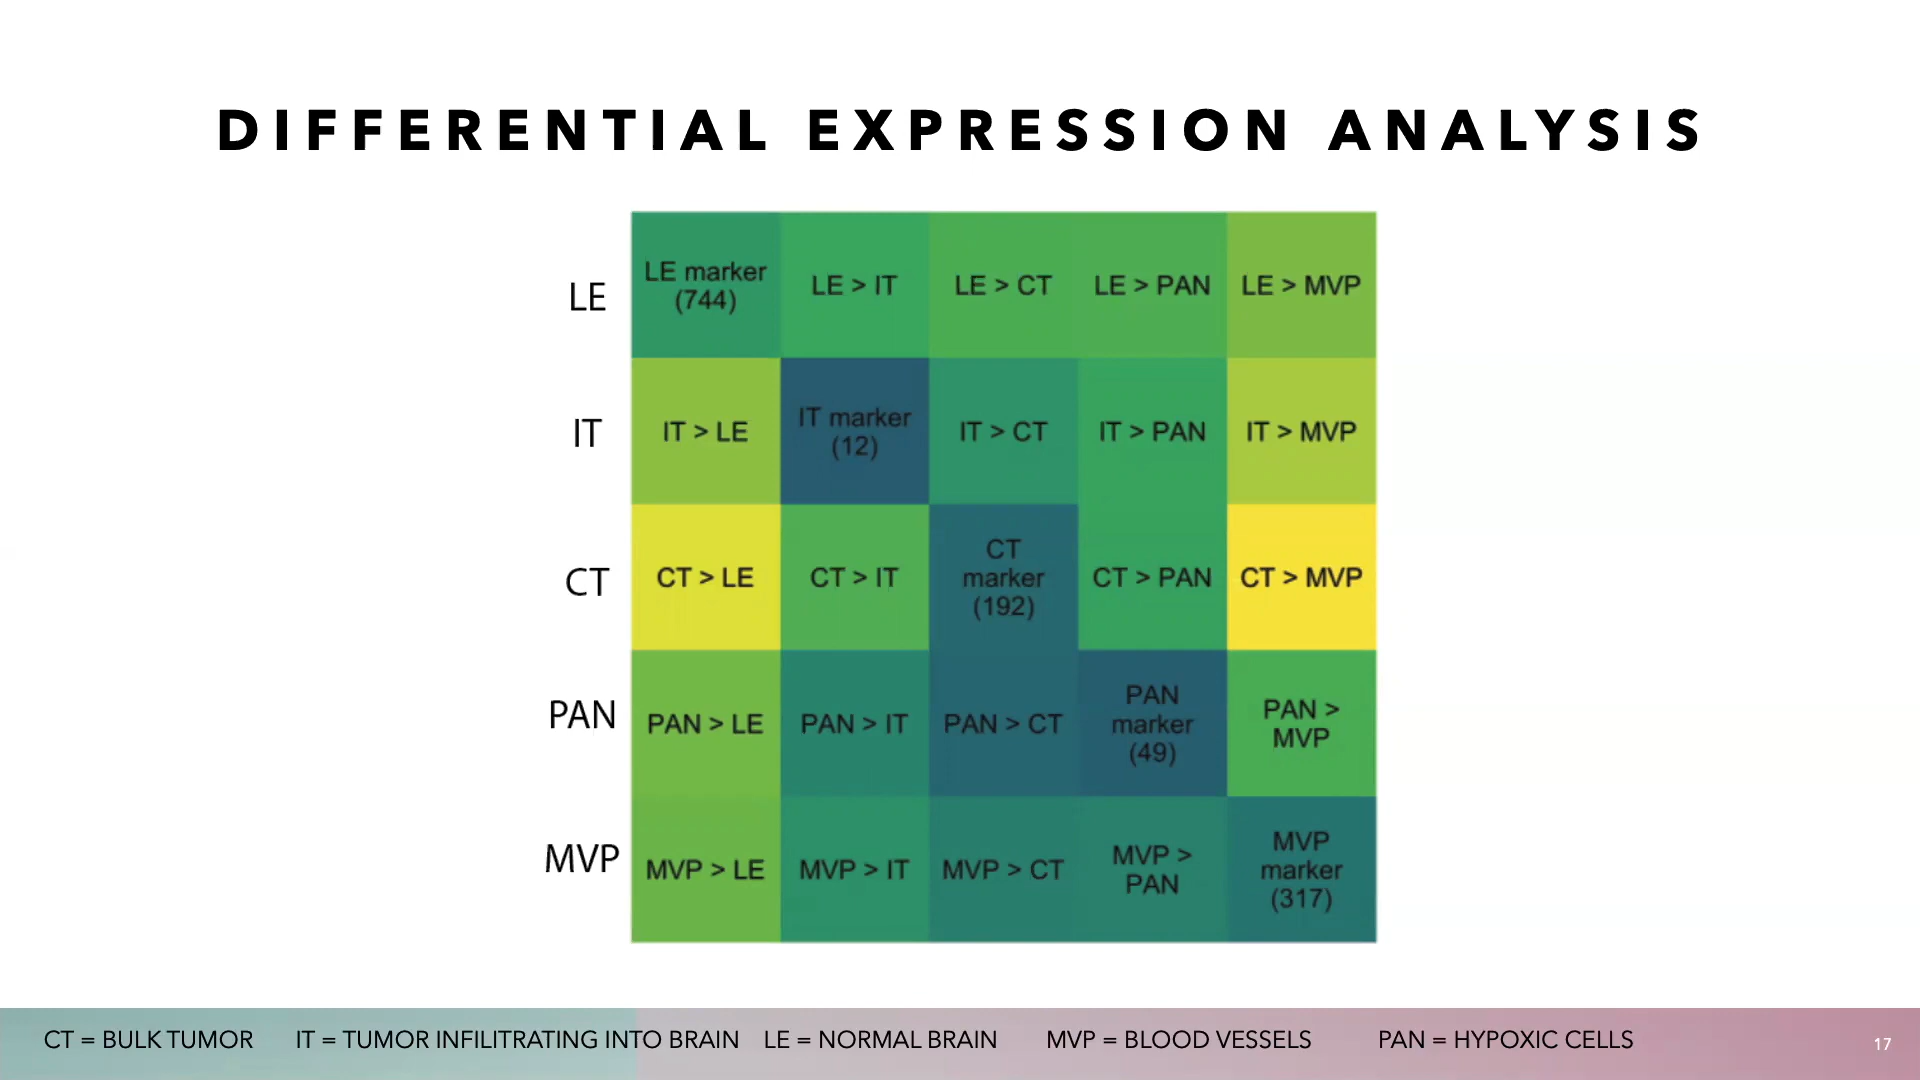 DIFFERENTIAL EXPRESSION ANALYSIS
LE
LE marker
(744)
LE > IT
LE > CT
LE > PAN
LE > MVP
IT
IT > LE
IT marker
(12)
IT > CT
IT > PAN
IT > MVP
CT
CT > LE
CT > IT
CT
marker
(192)
CT > PAN
CT > MVP
PAN
PAN > LE
PAN > IT
PAN > CT
PAN
marker
(49)
PAN >
MVP
MVP
MVP > LE
MVP > IT
MVP > CT
MVP >
PAN
MVP
marker
(317)
CT = BULK TUMOR
IT = TUMOR INFILITRATING INTO BRAIN
LE = NORMAL BRAIN
MVP = BLOOD VESSELS
PAN = HYPOXIC CELLS
17